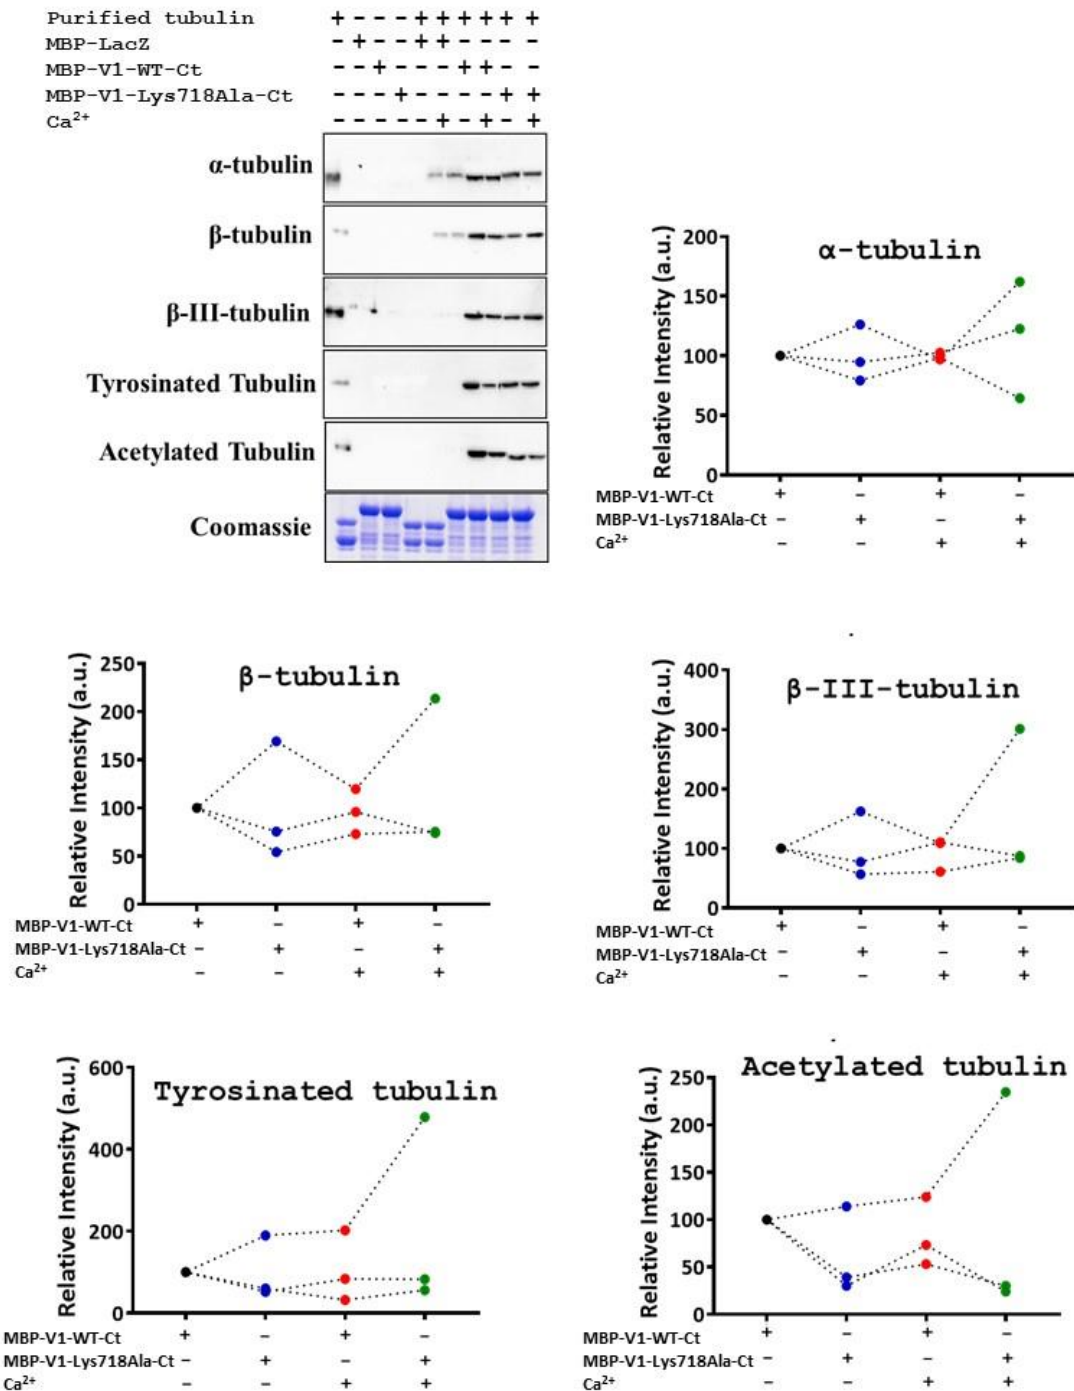 Purified tubulin + - - - + + + + + +
MBP-LacZ - + - - + + - - - -
MBP-V1-WT-Ct - - + - - - + + - -
MBP-V1-Lys718Ala-Ct - - - + - - - - + +
Ca²⁺ - - - - - + - + - +
α-tubulin
β-tubulin
β-III-tubulin
Tyrosinated Tubulin
Acetylated Tubulin
Coomassie
α-tubulin
Relative Intensity (a.u.)
200
150
100
50
0
MBP-V1-WT-Ct + – + –
MBP-V1-Lys718Ala-Ct – + – +
Ca²⁺ – – + +
β-tubulin
Relative Intensity (a.u.)
250
200
150
100
50
0
MBP-V1-WT-Ct + – + –
MBP-V1-Lys718Ala-Ct – + – +
Ca²⁺ – – + +
β-III-tubulin
Relative Intensity (a.u.)
400
300
200
100
0
MBP-V1-WT-Ct + – + –
MBP-V1-Lys718Ala-Ct – + – +
Ca²⁺ – – + +
Tyrosinated tubulin
Relative Intensity (a.u.)
600
400
200
0
MBP-V1-WT-Ct + – + –
MBP-V1-Lys718Ala-Ct – + – +
Ca²⁺ – – + +
Acetylated tubulin
Relative Intensity (a.u.)
250
200
150
100
50
0
MBP-V1-WT-Ct + – + –
MBP-V1-Lys718Ala-Ct – + – +
Ca²⁺ – – + +